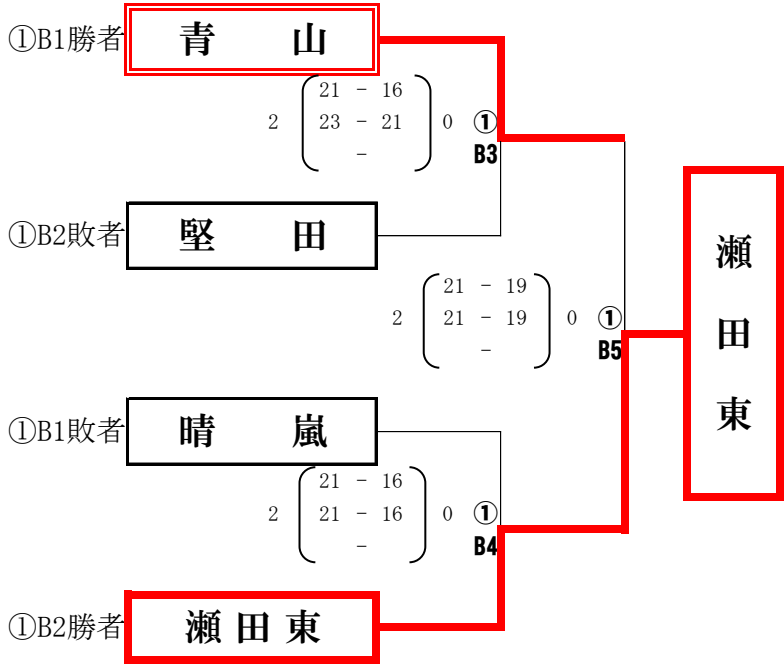 ①B1勝者 青 山
21 - 16
2 23 - 21 0 ①
- B3
①B2敗者 堅 田
21 - 19
2 21 - 19 0 ①
- B5
瀬田東
①B1敗者 晴 嵐
21 - 16
2 21 - 16 0 ①
- B4
①B2勝者 瀬田東